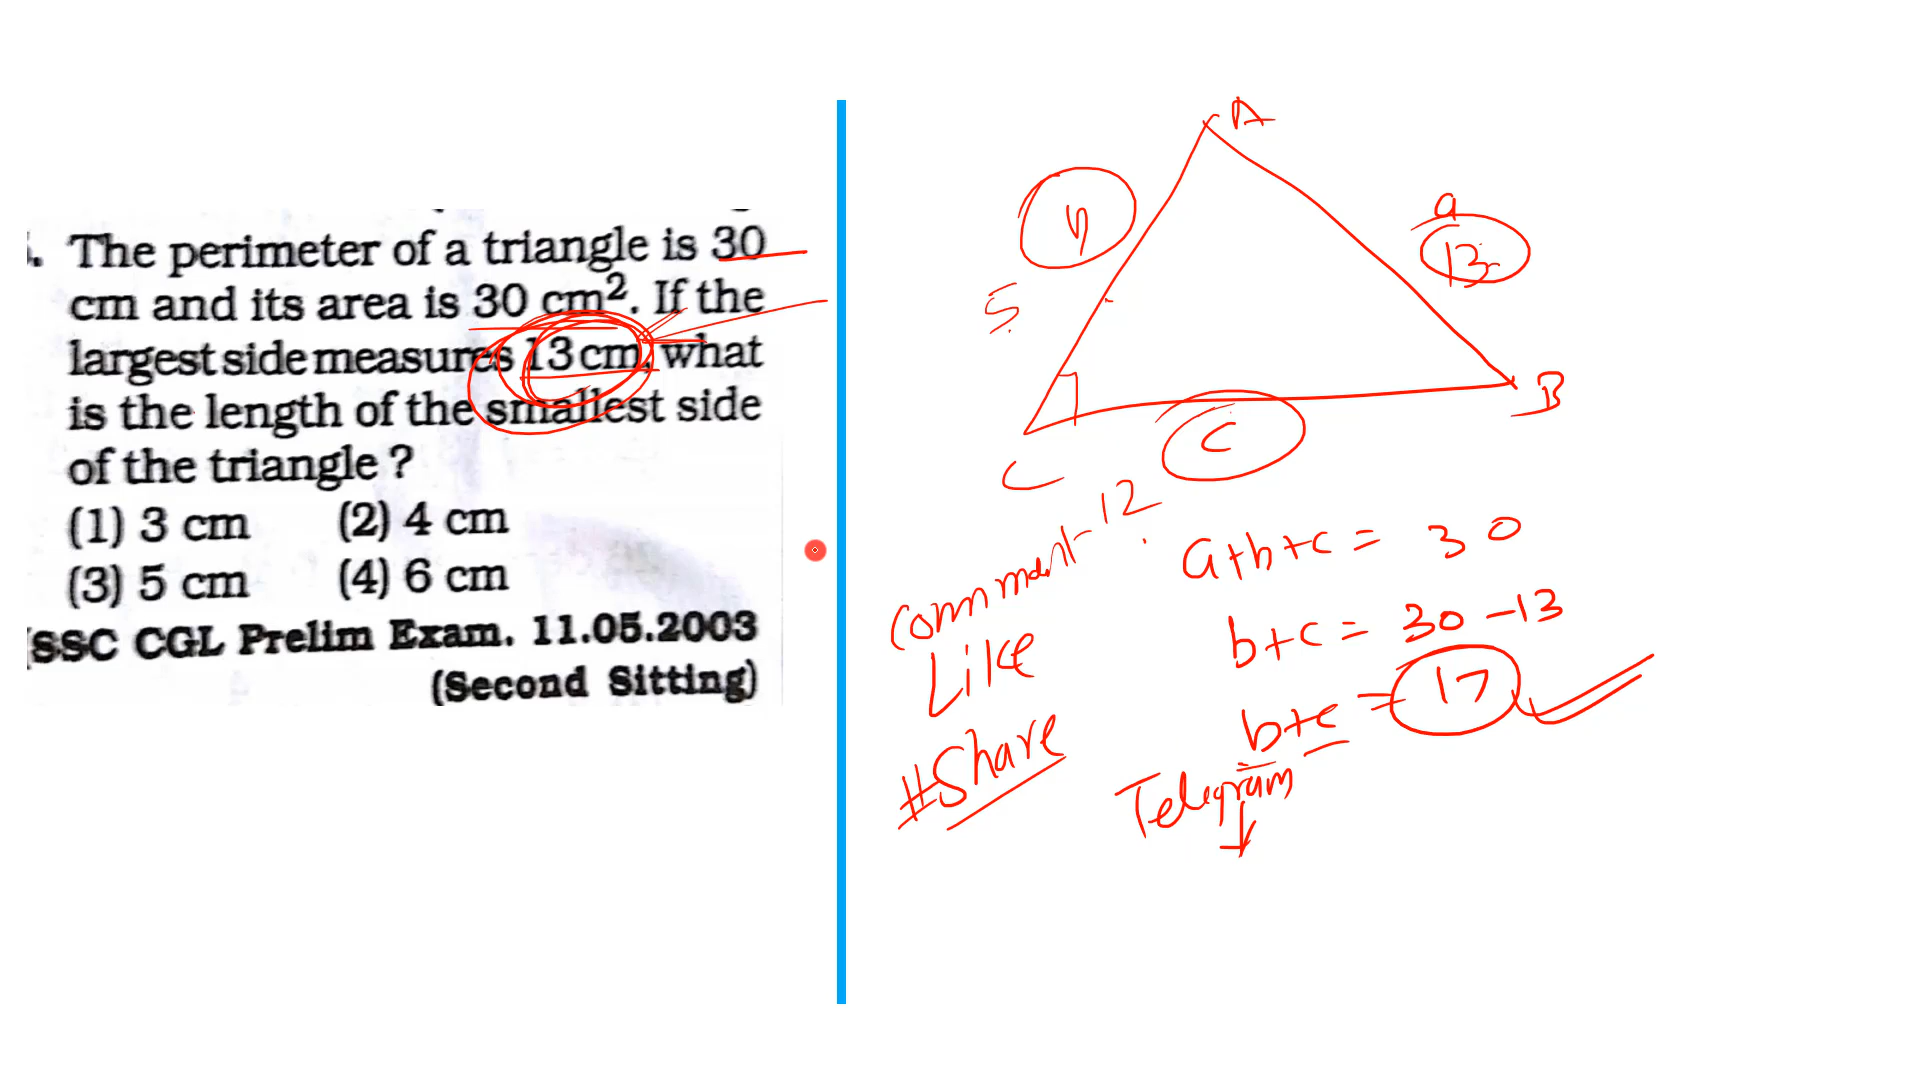 . The perimeter of a triangle is 30
cm and its area is 30 cm². If the
largest side measures 13 cm, what
is the length of the smallest side
of the triangle ?
(1) 3 cm (2) 4 cm
(3) 5 cm (4) 6 cm
(SSC CGL Prelim Exam. 11.05.2003
(Second Sitting)
A
a
13
5
B
c
C
12
a+b+c = 30
b+c = 30-13
b+c = 17
comment
Like
#Share
Telegram